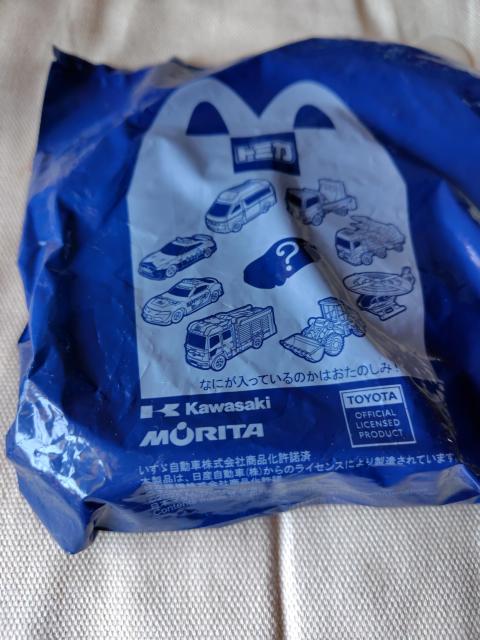 トミカ
?
なにが入っているのかはおたのしみ!
Kawasaki
MORITA
TOYOTA
OFFICIAL
LICENSED
PRODUCT
いすゞ自動車株式会社商品化許諾済
本製品は、日産自動車(株)からのライセンスにより製造されています。